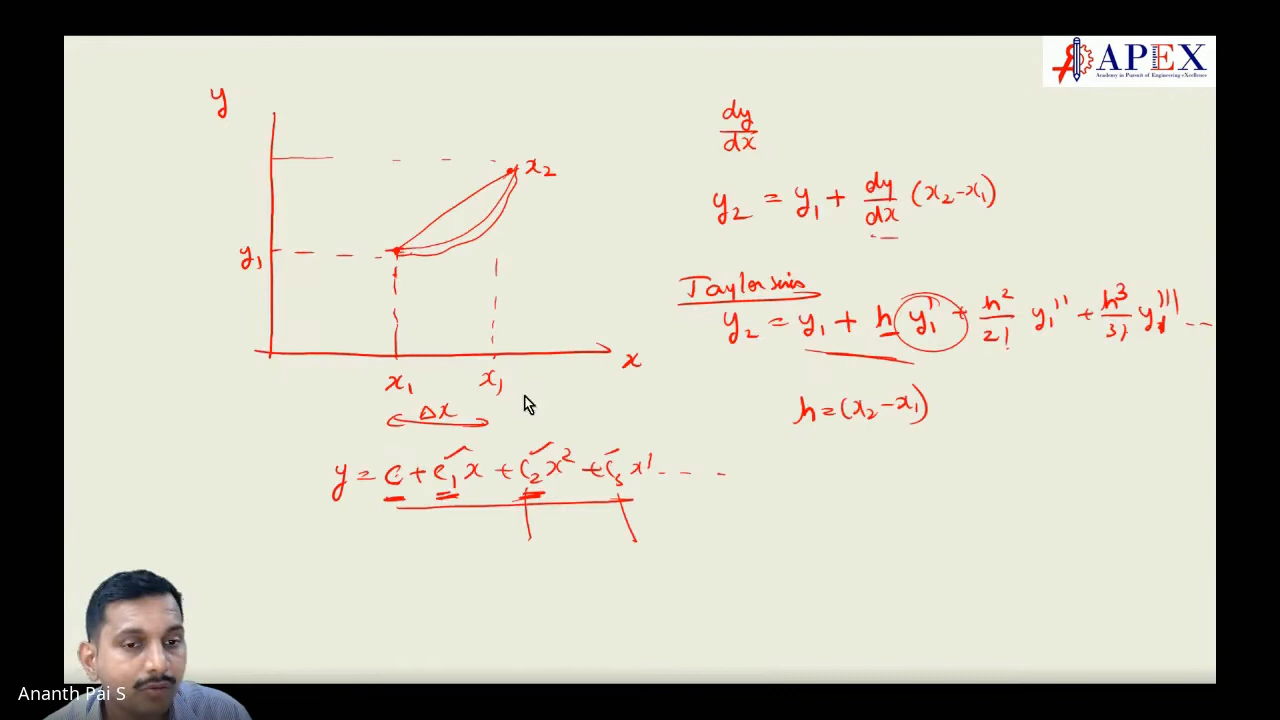 APEX
Academy in Pursuit of Engineering eXcellence
y
dy/dx
x2
y2 = y1 + dy/dx (x2-x1)
y1
Taylor series
y2 = y1 + h y1' + h²/2! y1'' + h³/3! y1''' ---
x
x1 x1
Δx
h = (x2 - x1)
y = c + c1x + c2x² + c3x' - - - -
Ananth Pai S